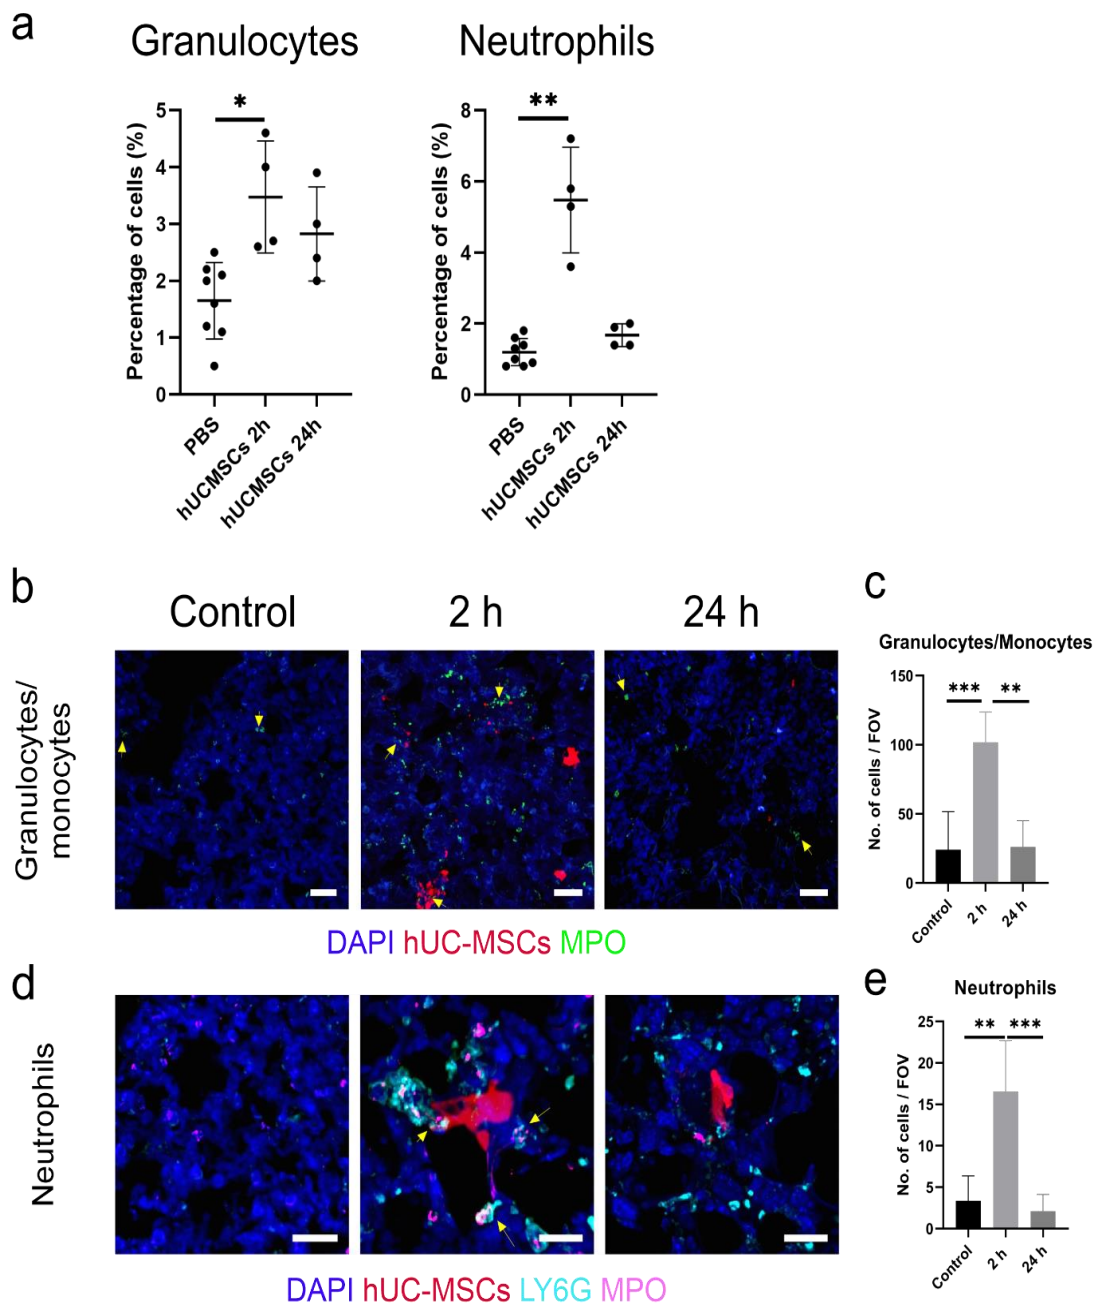 a
Granulocytes
Neutrophils
* 
**
Percentage of cells (%)
5
4
3
2
1
0
PBS
hUCMSCs 2h
hUCMSCs 24h
Percentage of cells (%)
8
6
4
2
0
PBS
hUCMSCs 2h
hUCMSCs 24h
b
Control
2 h
24 h
Granulocytes/
monocytes
DAPI hUC-MSCs MPO
c
Granulocytes/Monocytes
*** **
No. of cells / FOV
150
100
50
0
Control
2 h
24 h
d
Neutrophils
DAPI hUC-MSCs LY6G MPO
e
Neutrophils
** ***
No. of cells / FOV
25
20
15
10
5
0
Control
2 h
24 h